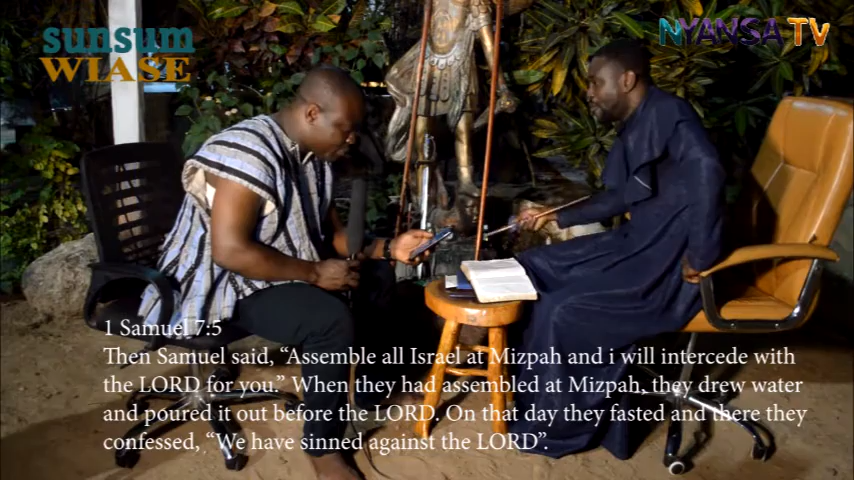 sunsum
WIASE
NYANSA TV
1 Samuel 7:5
Then Samuel said, “Assemble all Israel at Mizpah and i will intercede with
the LORD for you.” When they had assembled at Mizpah, they drew water
and poured it out before the LORD. On that day they fasted and there they
confessed, “We have sinned against the LORD”.